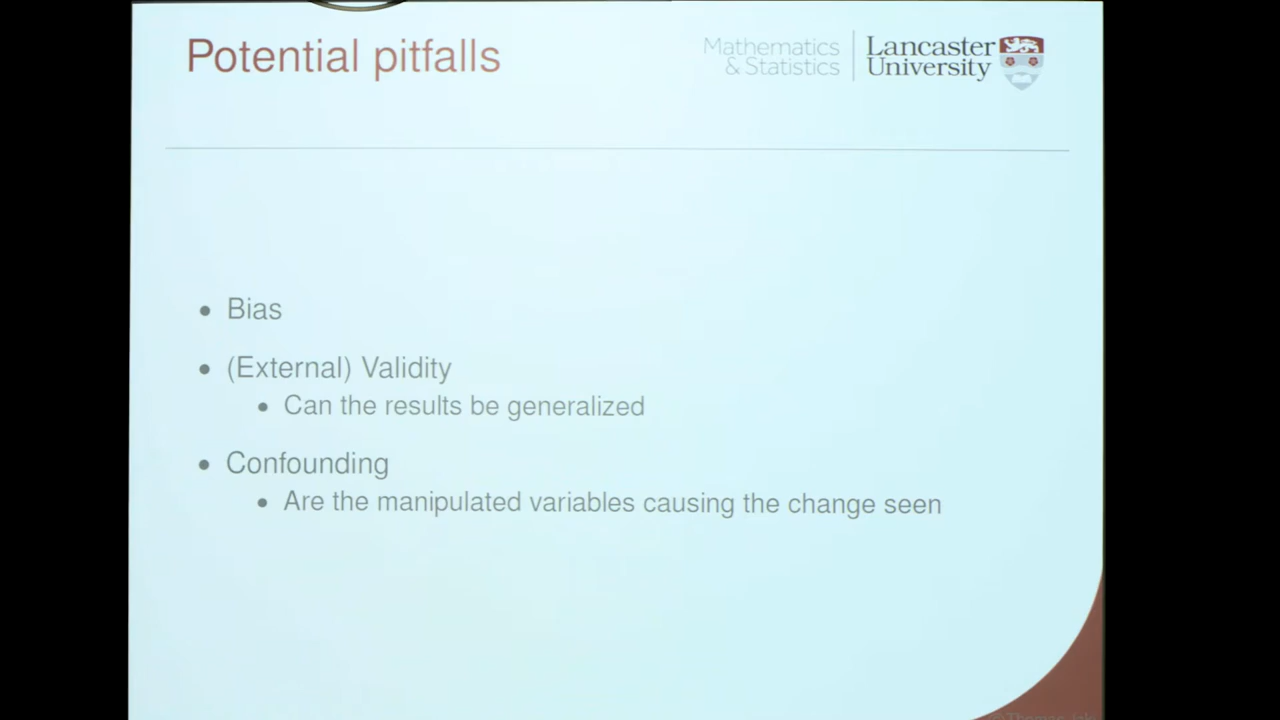 Potential pitfalls
Mathematics
& Statistics
Lancaster
University
• Bias
• (External) Validity
• Can the results be generalized
• Confounding
• Are the manipulated variables causing the change seen